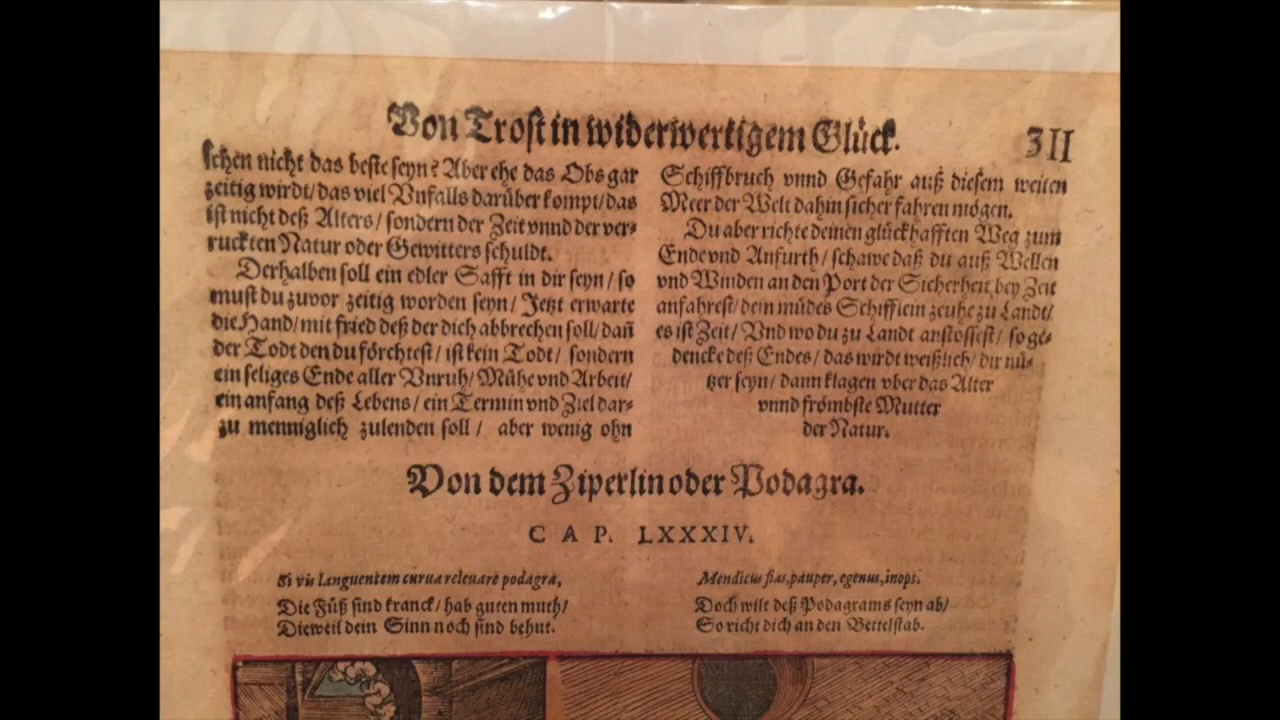 Von Trost in widerwertigem Glück. 311
schen nicht das beste seyn? Aber ehe das Obs gar
zeitig wirdt/ das viel Vnfalls darüber kompt/ das
ist nicht deß Alters/ sondern der Zeit vnnd der ver-
ruckten Natur oder Gewitters schuldt.
Derhalben soll ein edler Safft in dir seyn/ so
must du zuvor zeitig worden seyn/ Jetzt erwarte
die Hand/ mit fried deß der dich abbrechen soll/ dañ
der Todt den du förchtest/ ist kein Todt/ sondern
ein seliges Ende aller Vnruh/ Mühe vnd Arbeit/
ein anfang deß Lebens/ ein Termin vnd Ziel dar-
zu menniglich zulenden soll/ aber wenig ohn
Schiffbruch vnnd Gefahr auß diesem weiten
Meer der Welt dahin sicher fahren mögen.
Du aber richte deinen glückhafften Weg zum
Ende vnd Anfurth/ schawe daß du auß Wellen
vnd Winden an den Port der Sicherheit bey Zeit
anfahrest/ dein müdes Schifflein zeuhe zu Landt/
es ist Zeit/ Vnd wo du zu Landt anstossest/ so ge-
dencke deß Endes/ das wirdt weißlich/ dir nü-
tzer seyn/ dann klagen vber das Alter
vnnd frömbste Mutter
der Natur.
Von dem Ziperlin oder Podagra.
CAP. LXXXIV.
Si vis languentem curua releuare podagra,
Die Füß sind kranck/ hab guten muth/
Dieweil dein Sinn noch sind behut.
Mendicus fias, pauper, egenus, inops.
Doch wilt deß Podagrams seyn ab/
So richt dich an den Bettelstab.